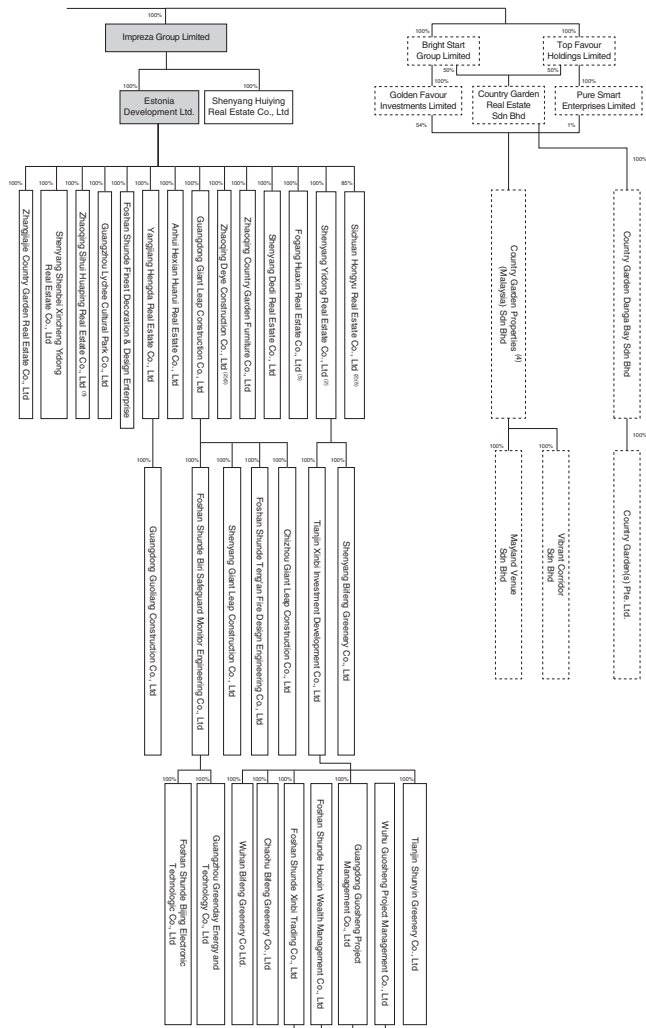 100%
100%
100%
Impreza Group Limited
Bright Start
Group Limited
Top Favour
Holdings Limited
100%
100%
100%
50%
50%
100%
Estonia
Development Ltd.
Shenyang Huiying
Real Estate Co., Ltd
Golden Favour
Investments Limited
Country Garden
Real Estate
Sdn Bhd
Pure Smart
Enterprises Limited
54%
1%
100%
100%
100%
100%
100%
100%
100%
100%
100%
100%
100%
100%
100%
100%
85%
Zhangjiajie Country Garden Real Estate Co., Ltd
Shenyang Shenbei Xincheng Yidong
Real Estate Co., Ltd
Zhaoqing Sihui Huaping Real Estate Co., Ltd (3)
Guangzhou Lychee Cultural Park Co., Ltd
Foshan Shunde Finest Decoration & Design Enterprise
Yangjiang Hengda Real Estate Co., Ltd
Anhui Hexian Huarui Real Estate Co., Ltd
Guangdong Giant Leap Construction Co., Ltd
Zhaoqing Deye Construction Co., Ltd
Zhaoqing Country Garden Furniture Co., Ltd
Shenyang Dedi Real Estate Co., Ltd
Fogang Huaxin Real Estate Co., Ltd
Shenyang Yidong Real Estate Co., Ltd
Sichuan Hongyu Real Estate Co., Ltd
Country Garden Properties (4)
(Malaysia) Sdn Bhd
Country Garden Danga Bay Sdn Bhd
100%
100%
100%
100%
100%
100%
100%
100%
100%
100%
Guangdong Guoliang Construction Co., Ltd
Foshan Shunde Biri Safeguard Monitor Engineering Co., Ltd
Shenyang Giant Leap Construction Co., Ltd
Foshan Shunde Teng'an Fire Design Engineering Co., Ltd
Chizhou Giant Leap Construction Co., Ltd
Tianjin Xinbi Investment Development Co., Ltd
Shenyang Bifeng Greenery Co., Ltd
Mayland Venue
Sdn Bhd
Vibrant Corridor
Sdn Bhd
Country Garden(s) Pte. Ltd.
100%
100%
100%
100%
100%
100%
100%
100%
100%
Foshan Shunde Bijing Electronic
Technologic Co., Ltd
Guangzhou Greenday Energy and
Technology Co., Ltd
Wuhan Bifeng Greenery Co Ltd.
Chaohu Bifeng Greenery Co., Ltd
Foshan Shunde Xinbi Trading Co., Ltd
Foshan Shunde Houxin Wealth Management Co., Ltd
Guangdong Guosheng Project
Management Co., Ltd
Wuhu Guosheng Project Management Co., Ltd
Tianjin Shunyin Greenery Co., Ltd